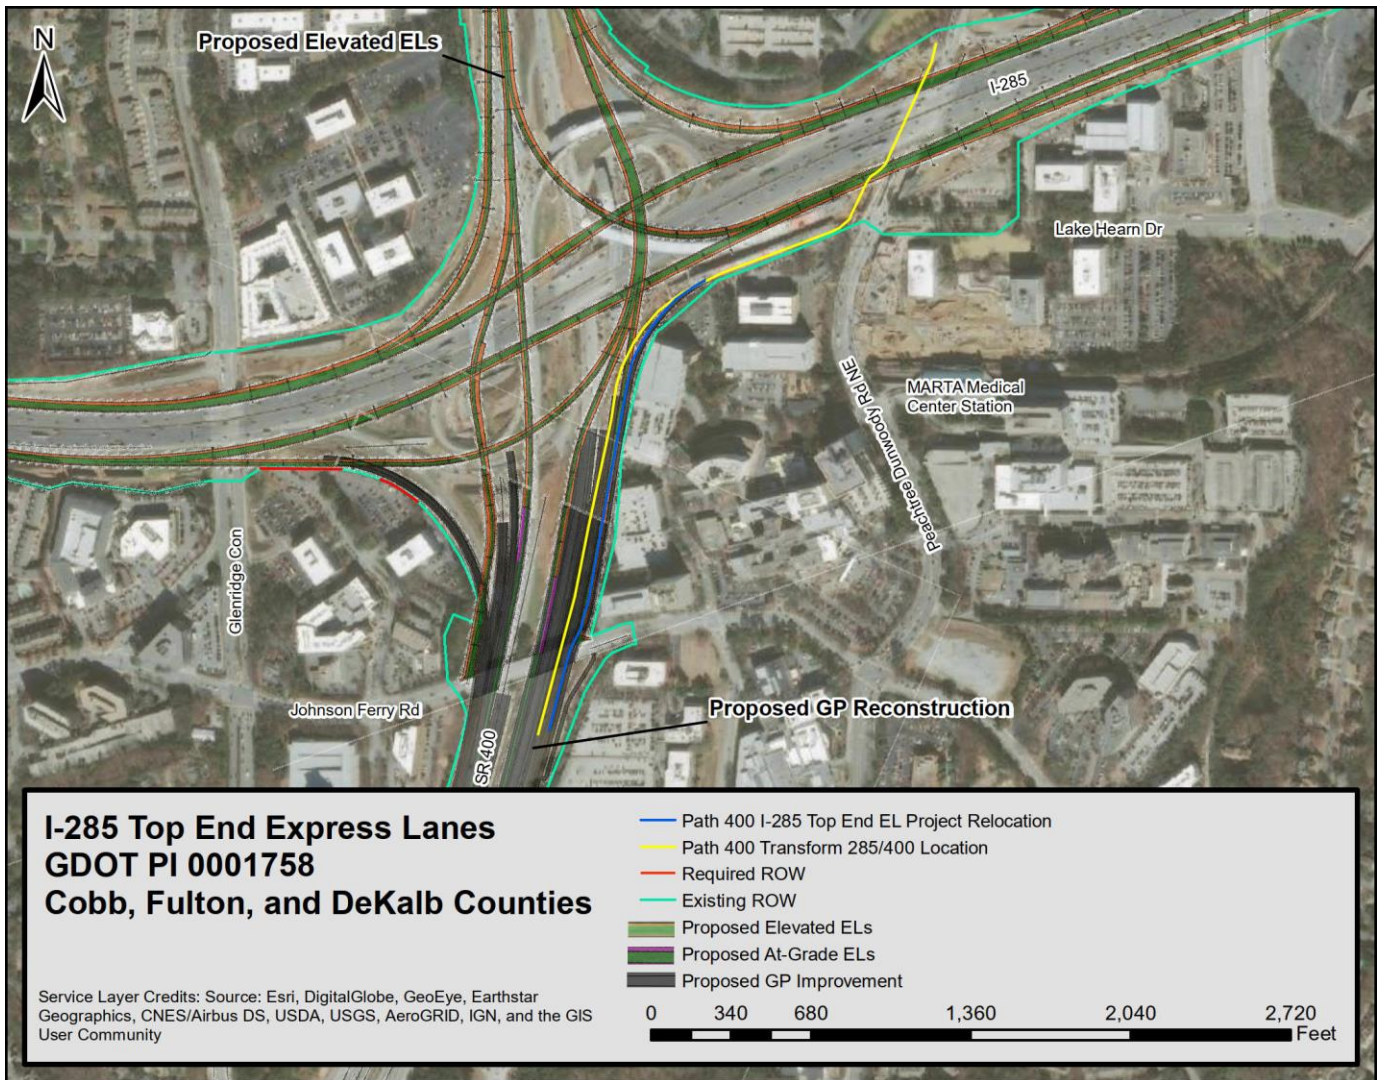 N
Proposed Elevated ELs
I-285
Lake Hearn Dr
MARTA Medical
Center Station
Peachtree Dunwoody Rd NE
Glenridge Con
Johnson Ferry Rd
SR 400
Proposed GP Reconstruction
I-285 Top End Express Lanes
GDOT PI 0001758
Cobb, Fulton, and DeKalb Counties
Service Layer Credits: Source: Esri, DigitalGlobe, GeoEye, Earthstar
Geographics, CNES/Airbus DS, USDA, USGS, AeroGRID, IGN, and the GIS
User Community
Path 400 I-285 Top End EL Project Relocation
Path 400 Transform 285/400 Location
Required ROW
Existing ROW
Proposed Elevated ELs
Proposed At-Grade ELs
Proposed GP Improvement
0 340 680 1,360 2,040 2,720
Feet